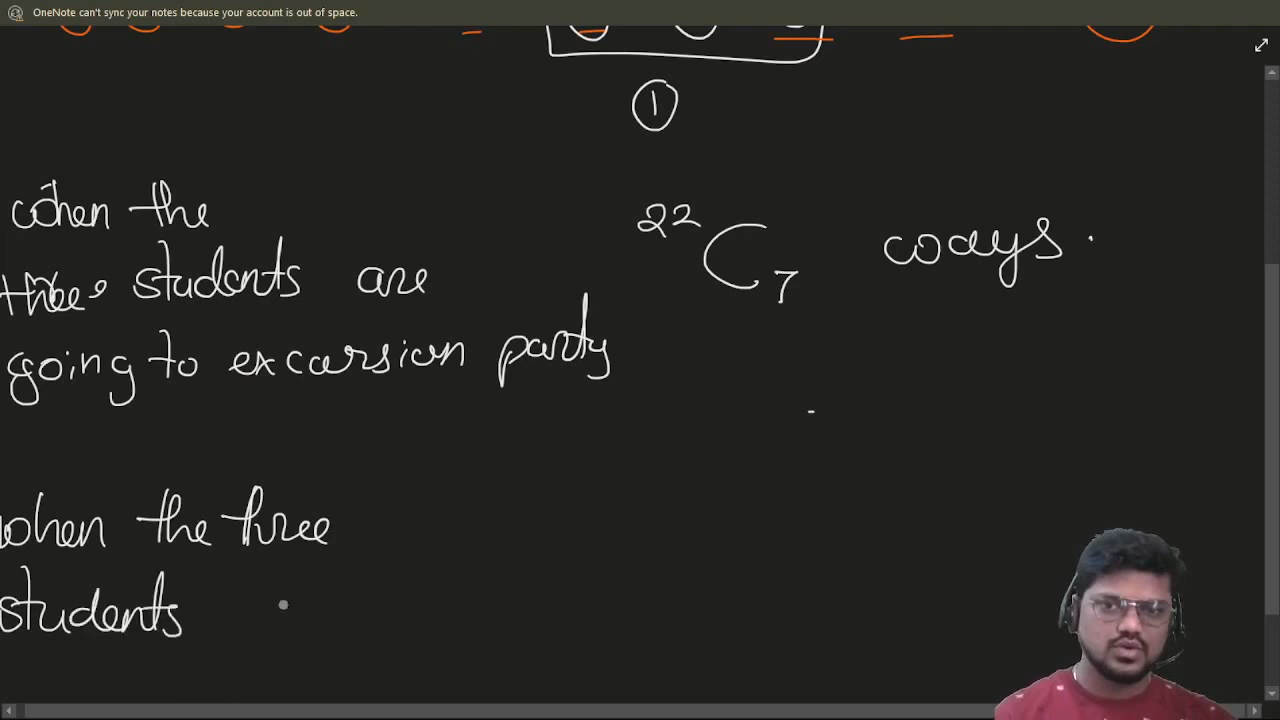 OneNote can't sync your notes because your account is out of space.
1
when the
three students are
going to excursion party
22C7 ways.
when the three
students